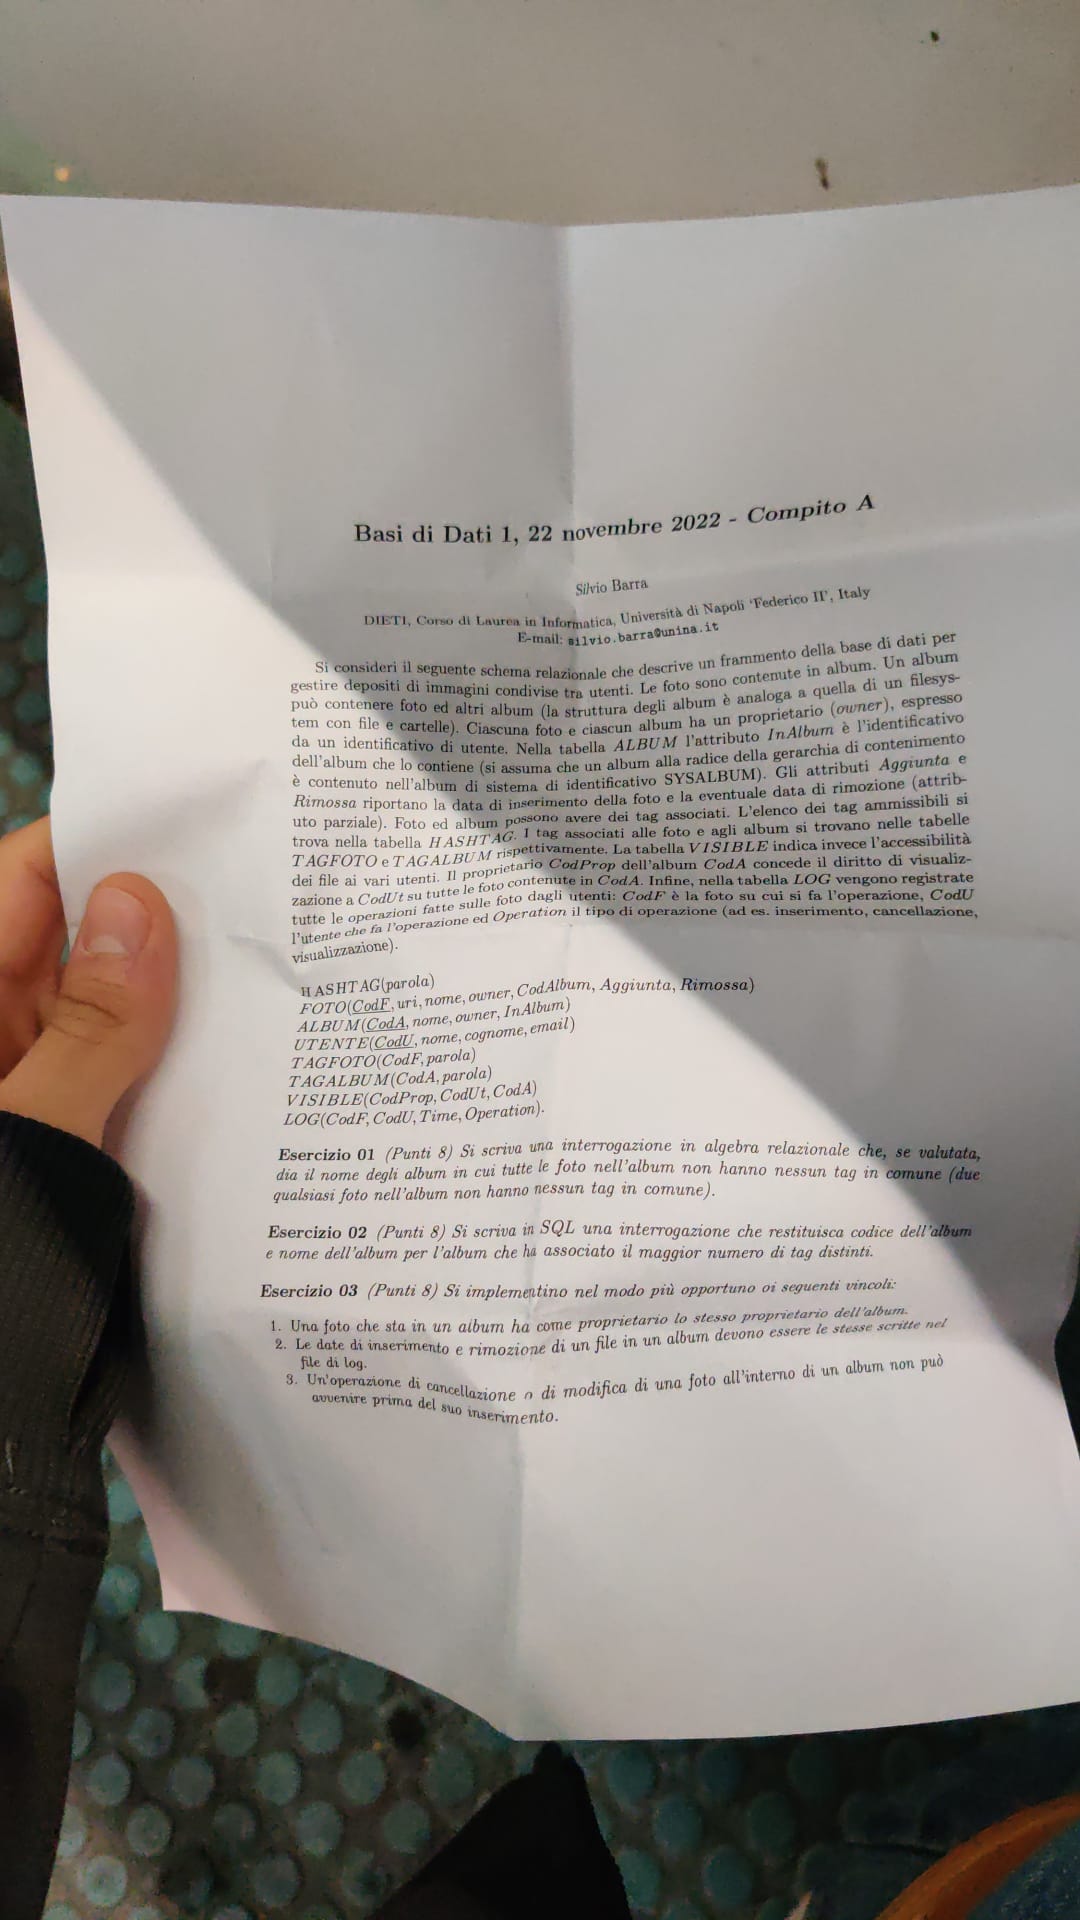 Basi di Dati 1, 22 novembre 2022 - Compito A
Silvio Barra
DIETI, Corso di Laurea in Informatica, Università di Napoli 'Federico II', Italy
E-mail: silvio.barra@unina.it
Si consideri il seguente schema relazionale che descrive un frammento della base di dati per
gestire depositi di immagini condivise tra utenti. Le foto sono contenute in album. Un album
può contenere foto ed altri album (la struttura degli album è analoga a quella di un filesys-
tem con file e cartelle). Ciascuna foto e ciascun album ha un proprietario (owner), espresso
da un identificativo di utente. Nella tabella ALBUM l'attributo InAlbum è l'identificativo
dell'album che lo contiene (si assuma che un album alla radice della gerarchia di contenimento
è contenuto nell'album di sistema di identificativo SYSALBUM). Gli attributi Aggiunta e
Rimossa riportano la data di inserimento della foto e la eventuale data di rimozione (attrib-
uto parziale). Foto ed album possono avere dei tag associati. L'elenco dei tag ammissibili si
trova nella tabella HASHTAG. I tag associati alle foto e agli album si trovano nelle tabelle
TAGFOTO e TAGALBUM rispettivamente. La tabella VISIBLE indica invece l'accessibilità
dei file ai vari utenti. Il proprietario CodProp dell'album CodA concede il diritto di visualiz-
zazione a CodUt su tutte le foto contenute in CodA. Infine, nella tabella LOG vengono registrate
tutte le operazioni fatte sulle foto dagli utenti: CodF è la foto su cui si fa l'operazione, CodU
l'utente che fa l'operazione ed Operation il tipo di operazione (ad es. inserimento, cancellazione,
visualizzazione).
HASHTAG(parola)
FOTO(CodF, uri, nome, owner, CodAlbum, Aggiunta, Rimossa)
ALBUM(CodA, nome, owner, InAlbum)
UTENTE(CodU, nome, cognome, email)
TAGFOTO(CodF, parola)
TAGALBUM(CodA, parola)
VISIBLE(CodProp, CodUt, CodA)
LOG(CodF, CodU, Time, Operation).
Esercizio 01 (Punti 8) Si scriva una interrogazione in algebra relazionale che, se valutata,
dia il nome degli album in cui tutte le foto nell'album non hanno nessun tag in comune (due
qualsiasi foto nell'album non hanno nessun tag in comune).
Esercizio 02 (Punti 8) Si scriva in SQL una interrogazione che restituisca codice dell'album
e nome dell'album per l'album che ha associato il maggior numero di tag distinti.
Esercizio 03 (Punti 8) Si implementino nel modo più opportuno oi seguenti vincoli:
1. Una foto che sta in un album ha come proprietario lo stesso proprietario dell'album.
2. Le date di inserimento e rimozione di un file in un album devono essere le stesse scritte nel
file di log.
3. Un'operazione di cancellazione o di modifica di una foto all'interno di un album non può
avvenire prima del suo inserimento.